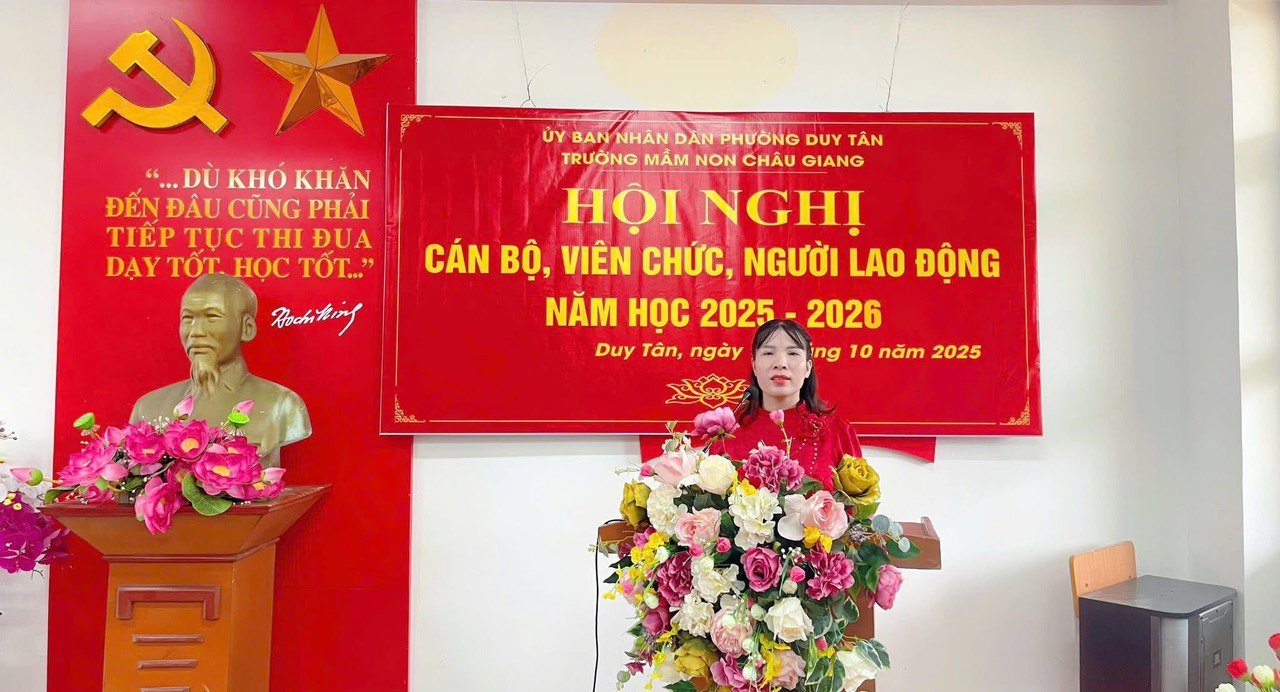 “...DÙ KHÓ KHĂN
ĐẾN ĐÂU CŨNG PHẢI
TIẾP TỤC THI ĐUA
DẠY TỐT, HỌC TỐT...”
Hochiminh
ỦY BAN NHÂN DÂN PHƯỜNG DUY TÂN
TRƯỜNG MẦM NON CHÂU GIANG
HỘI NGHỊ
CÁN BỘ, VIÊN CHỨC, NGƯỜI LAO ĐỘNG
NĂM HỌC 2025 - 2026
Duy Tân, ngày 10 năm 2025